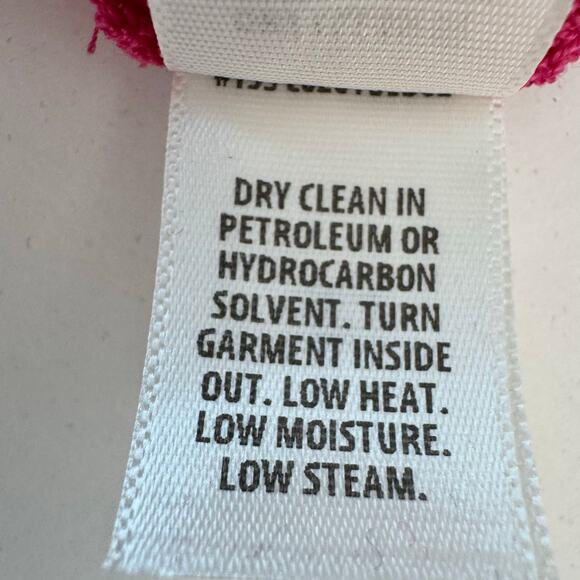 DRY CLEAN IN
PETROLEUM OR
HYDROCARBON
SOLVENT. TURN
GARMENT INSIDE
OUT. LOW HEAT.
LOW MOISTURE.
LOW STEAM.